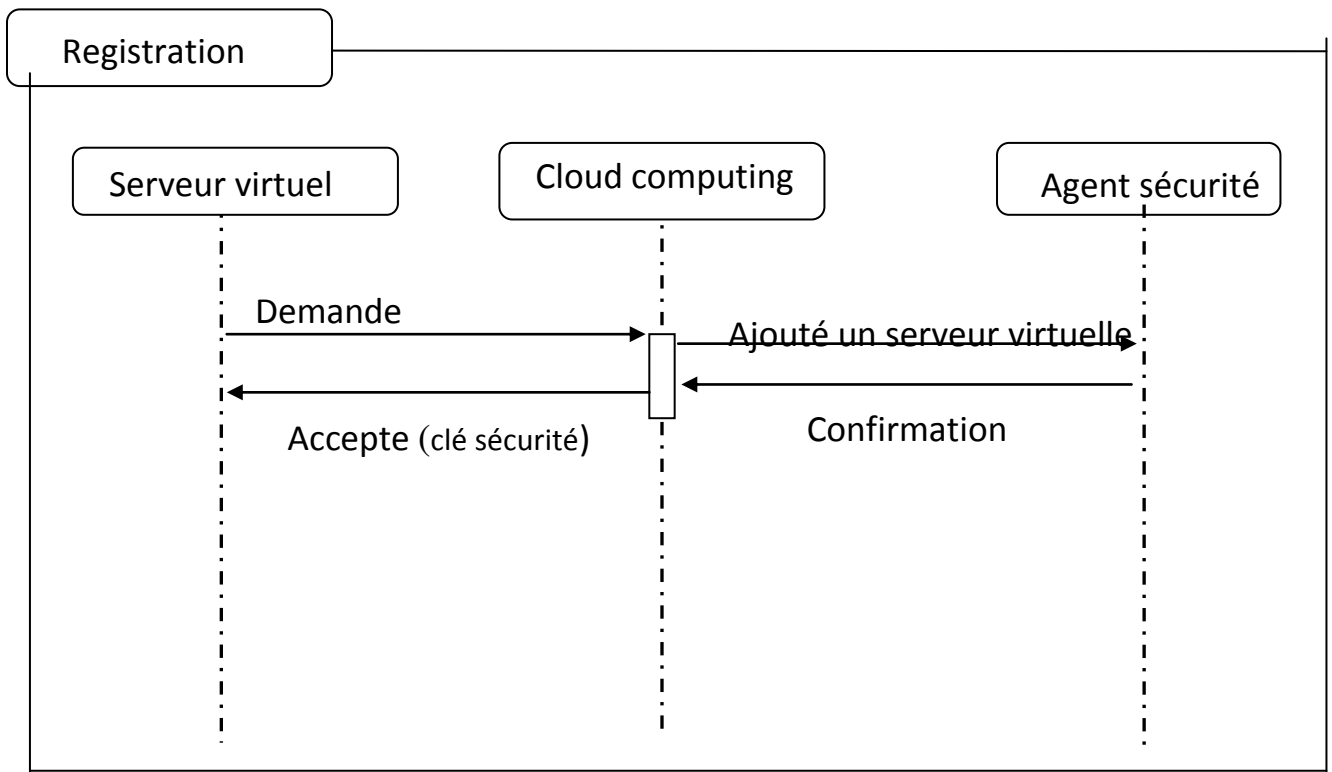 Registration
Serveur virtuel
Cloud computing
Agent sécurité
Demande
Ajouté un serveur virtuelle
Accepte (clé sécurité)
Confirmation